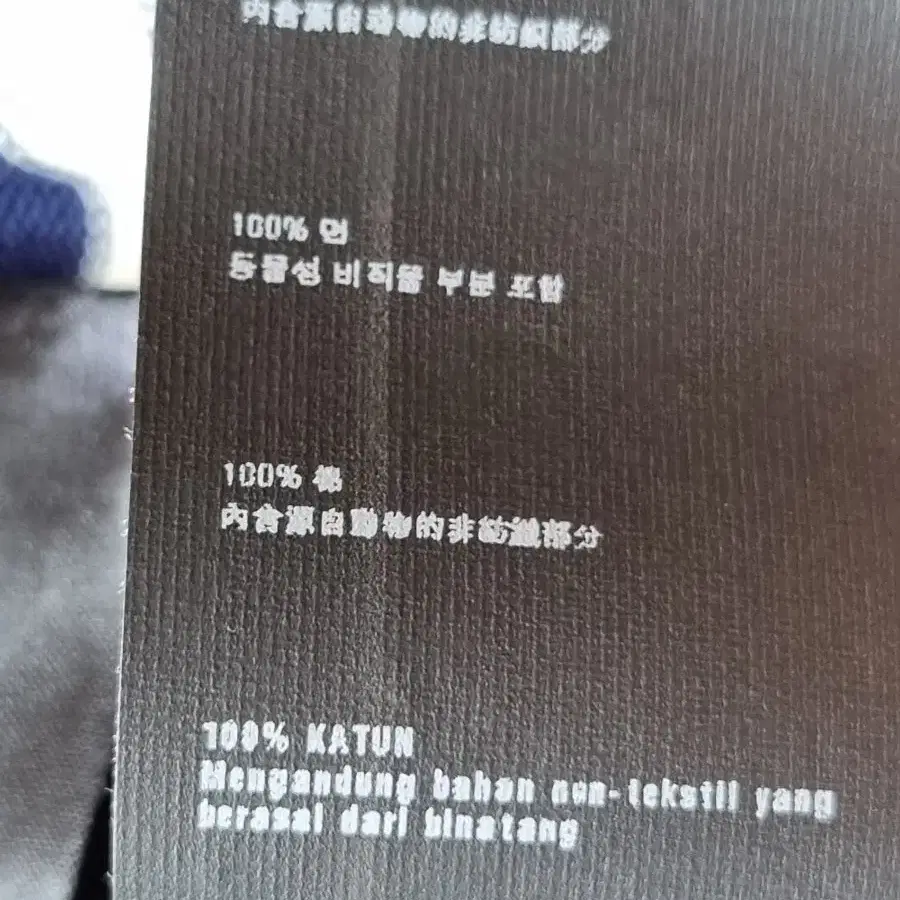 內含源自动物的非紡織部分
100% 면
동물성 비직물 부분 포함
100% 棉
內含源自動物的非紡織部分
100% KATUN
Mengandung bahan non-tekstil yang
berasal dari binatang